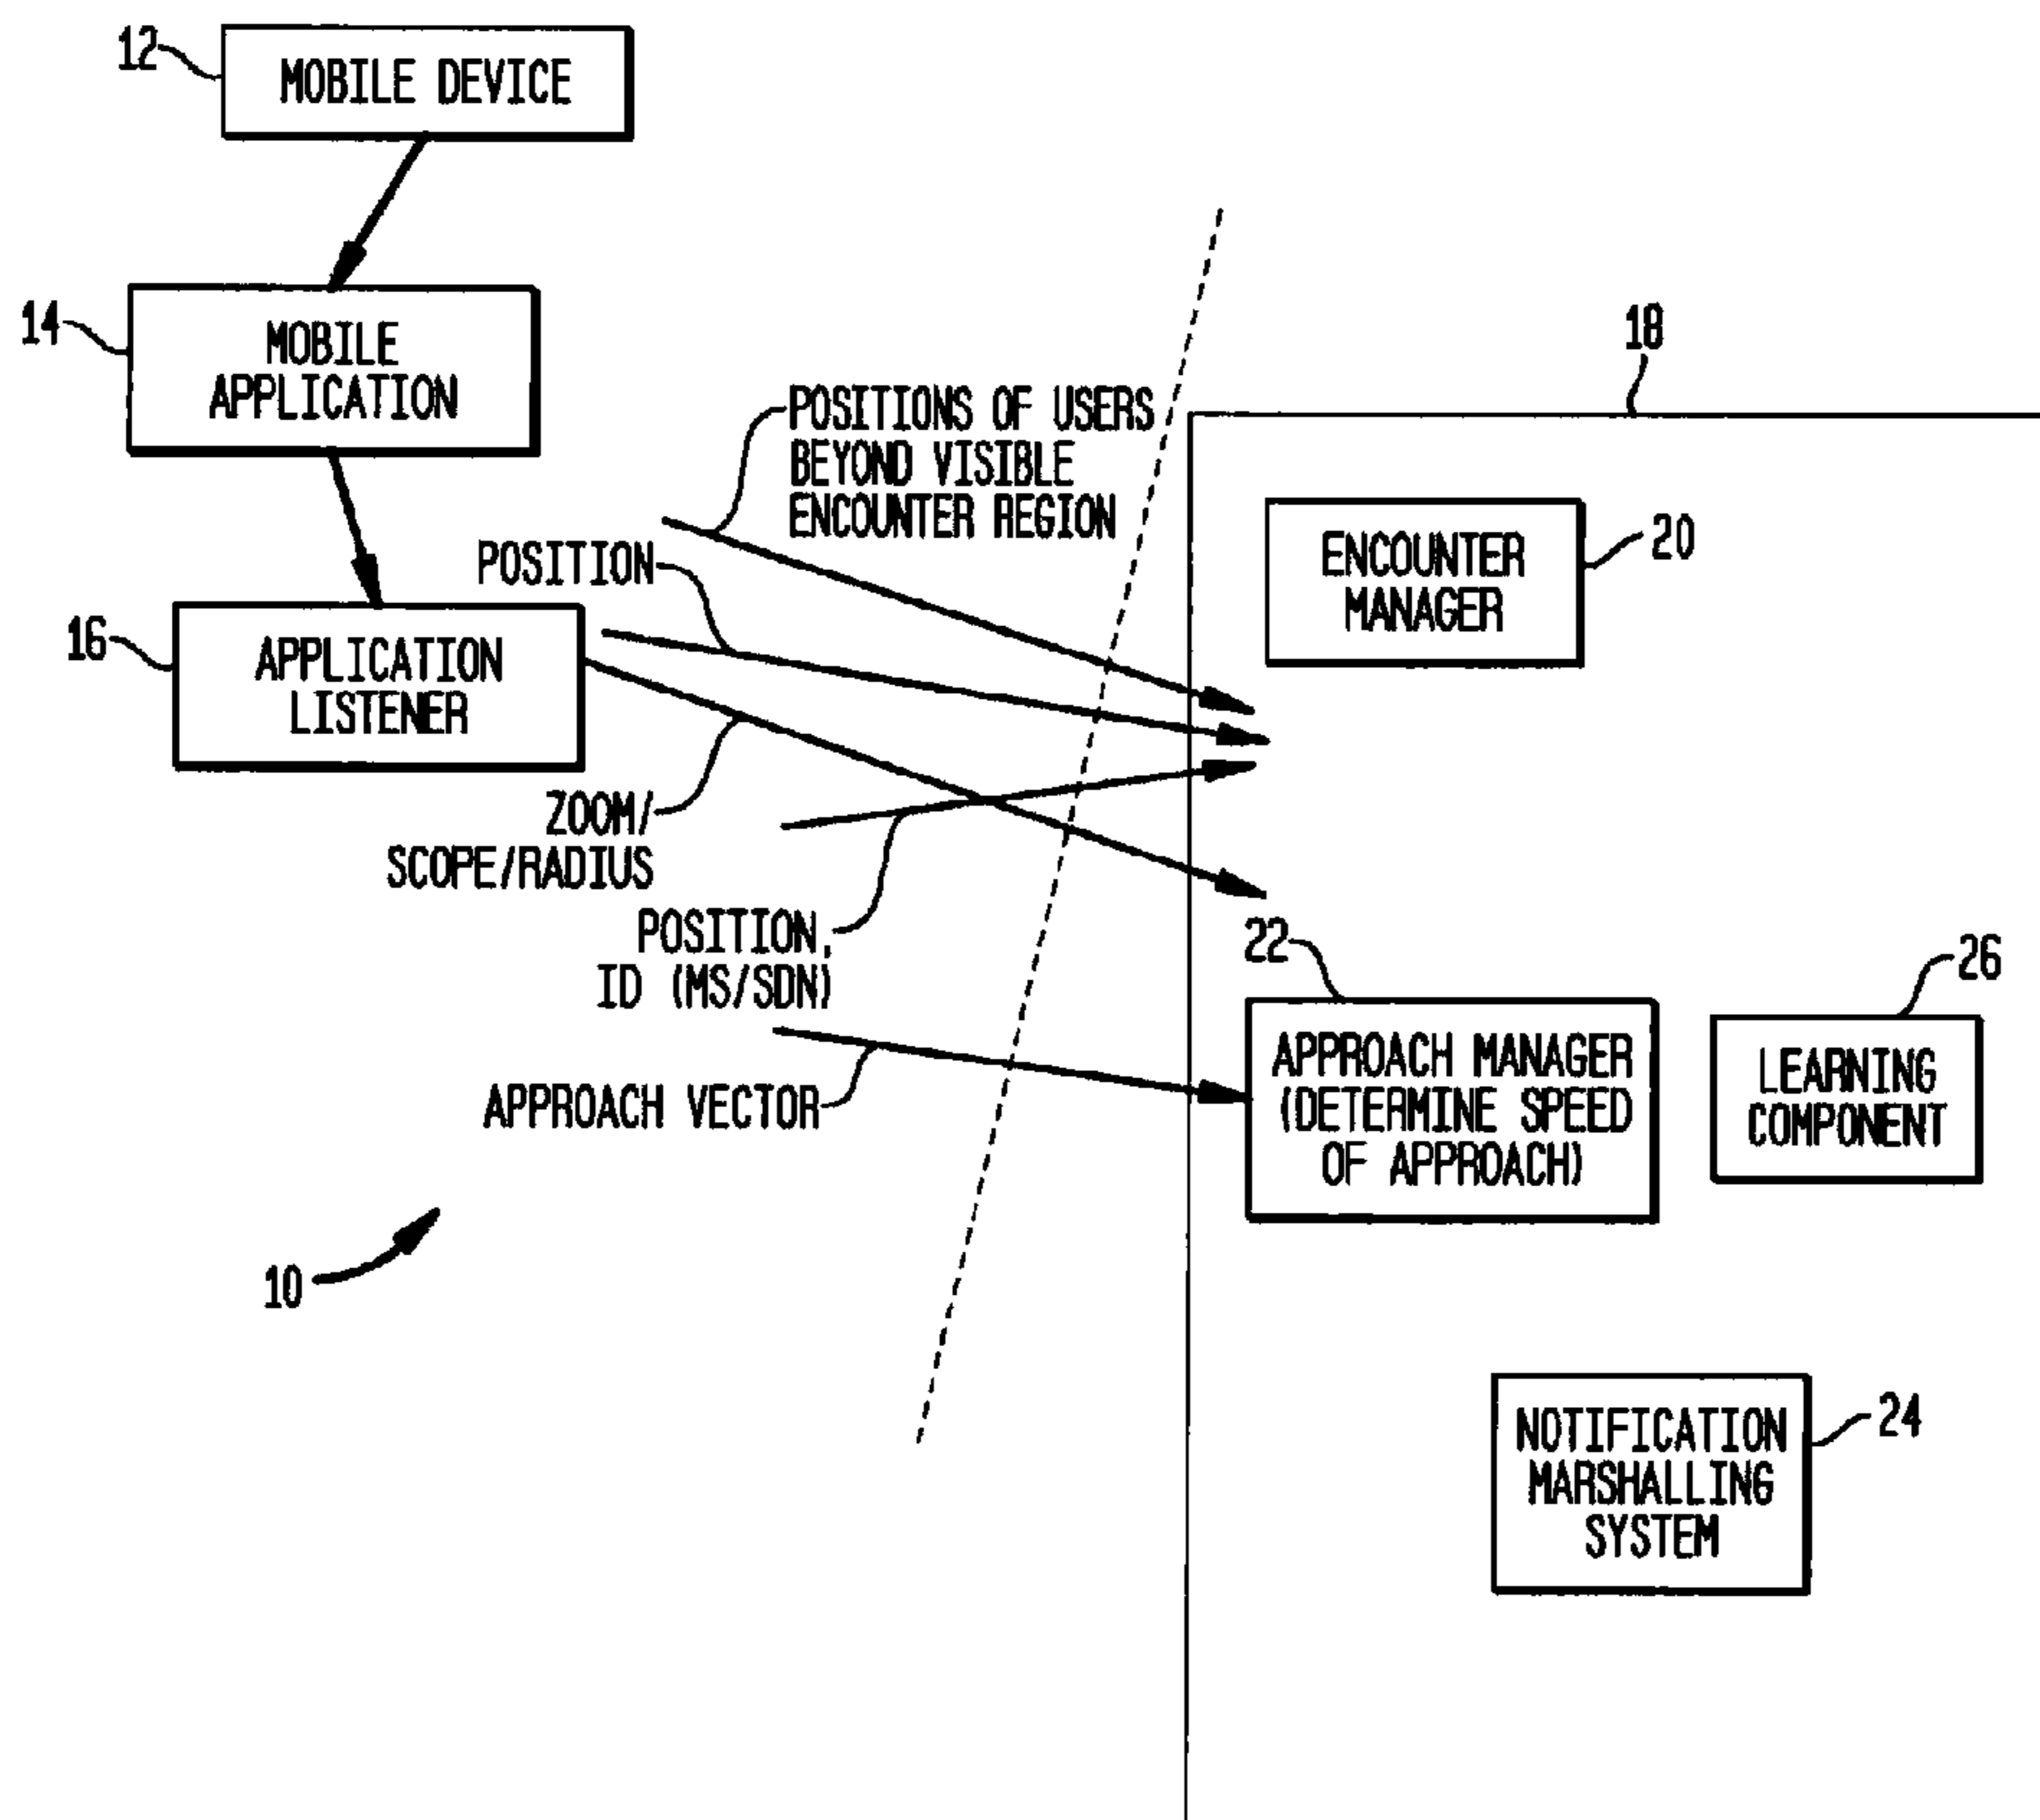 12
MOBILE DEVICE
14
MOBILE
APPLICATION
16
APPLICATION
LISTENER
POSITIONS OF USERS
BEYOND VISIBLE
ENCOUNTER REGION
POSITION
ZOOM/
SCOPE/RADIUS
POSITION,
ID (MS/SDN)
APPROACH VECTOR
10
18
ENCOUNTER
MANAGER
20
22
APPROACH MANAGER
(DETERMINE SPEED
OF APPROACH)
26
LEARNING
COMPONENT
NOTIFICATION
MARSHALLING
SYSTEM
24